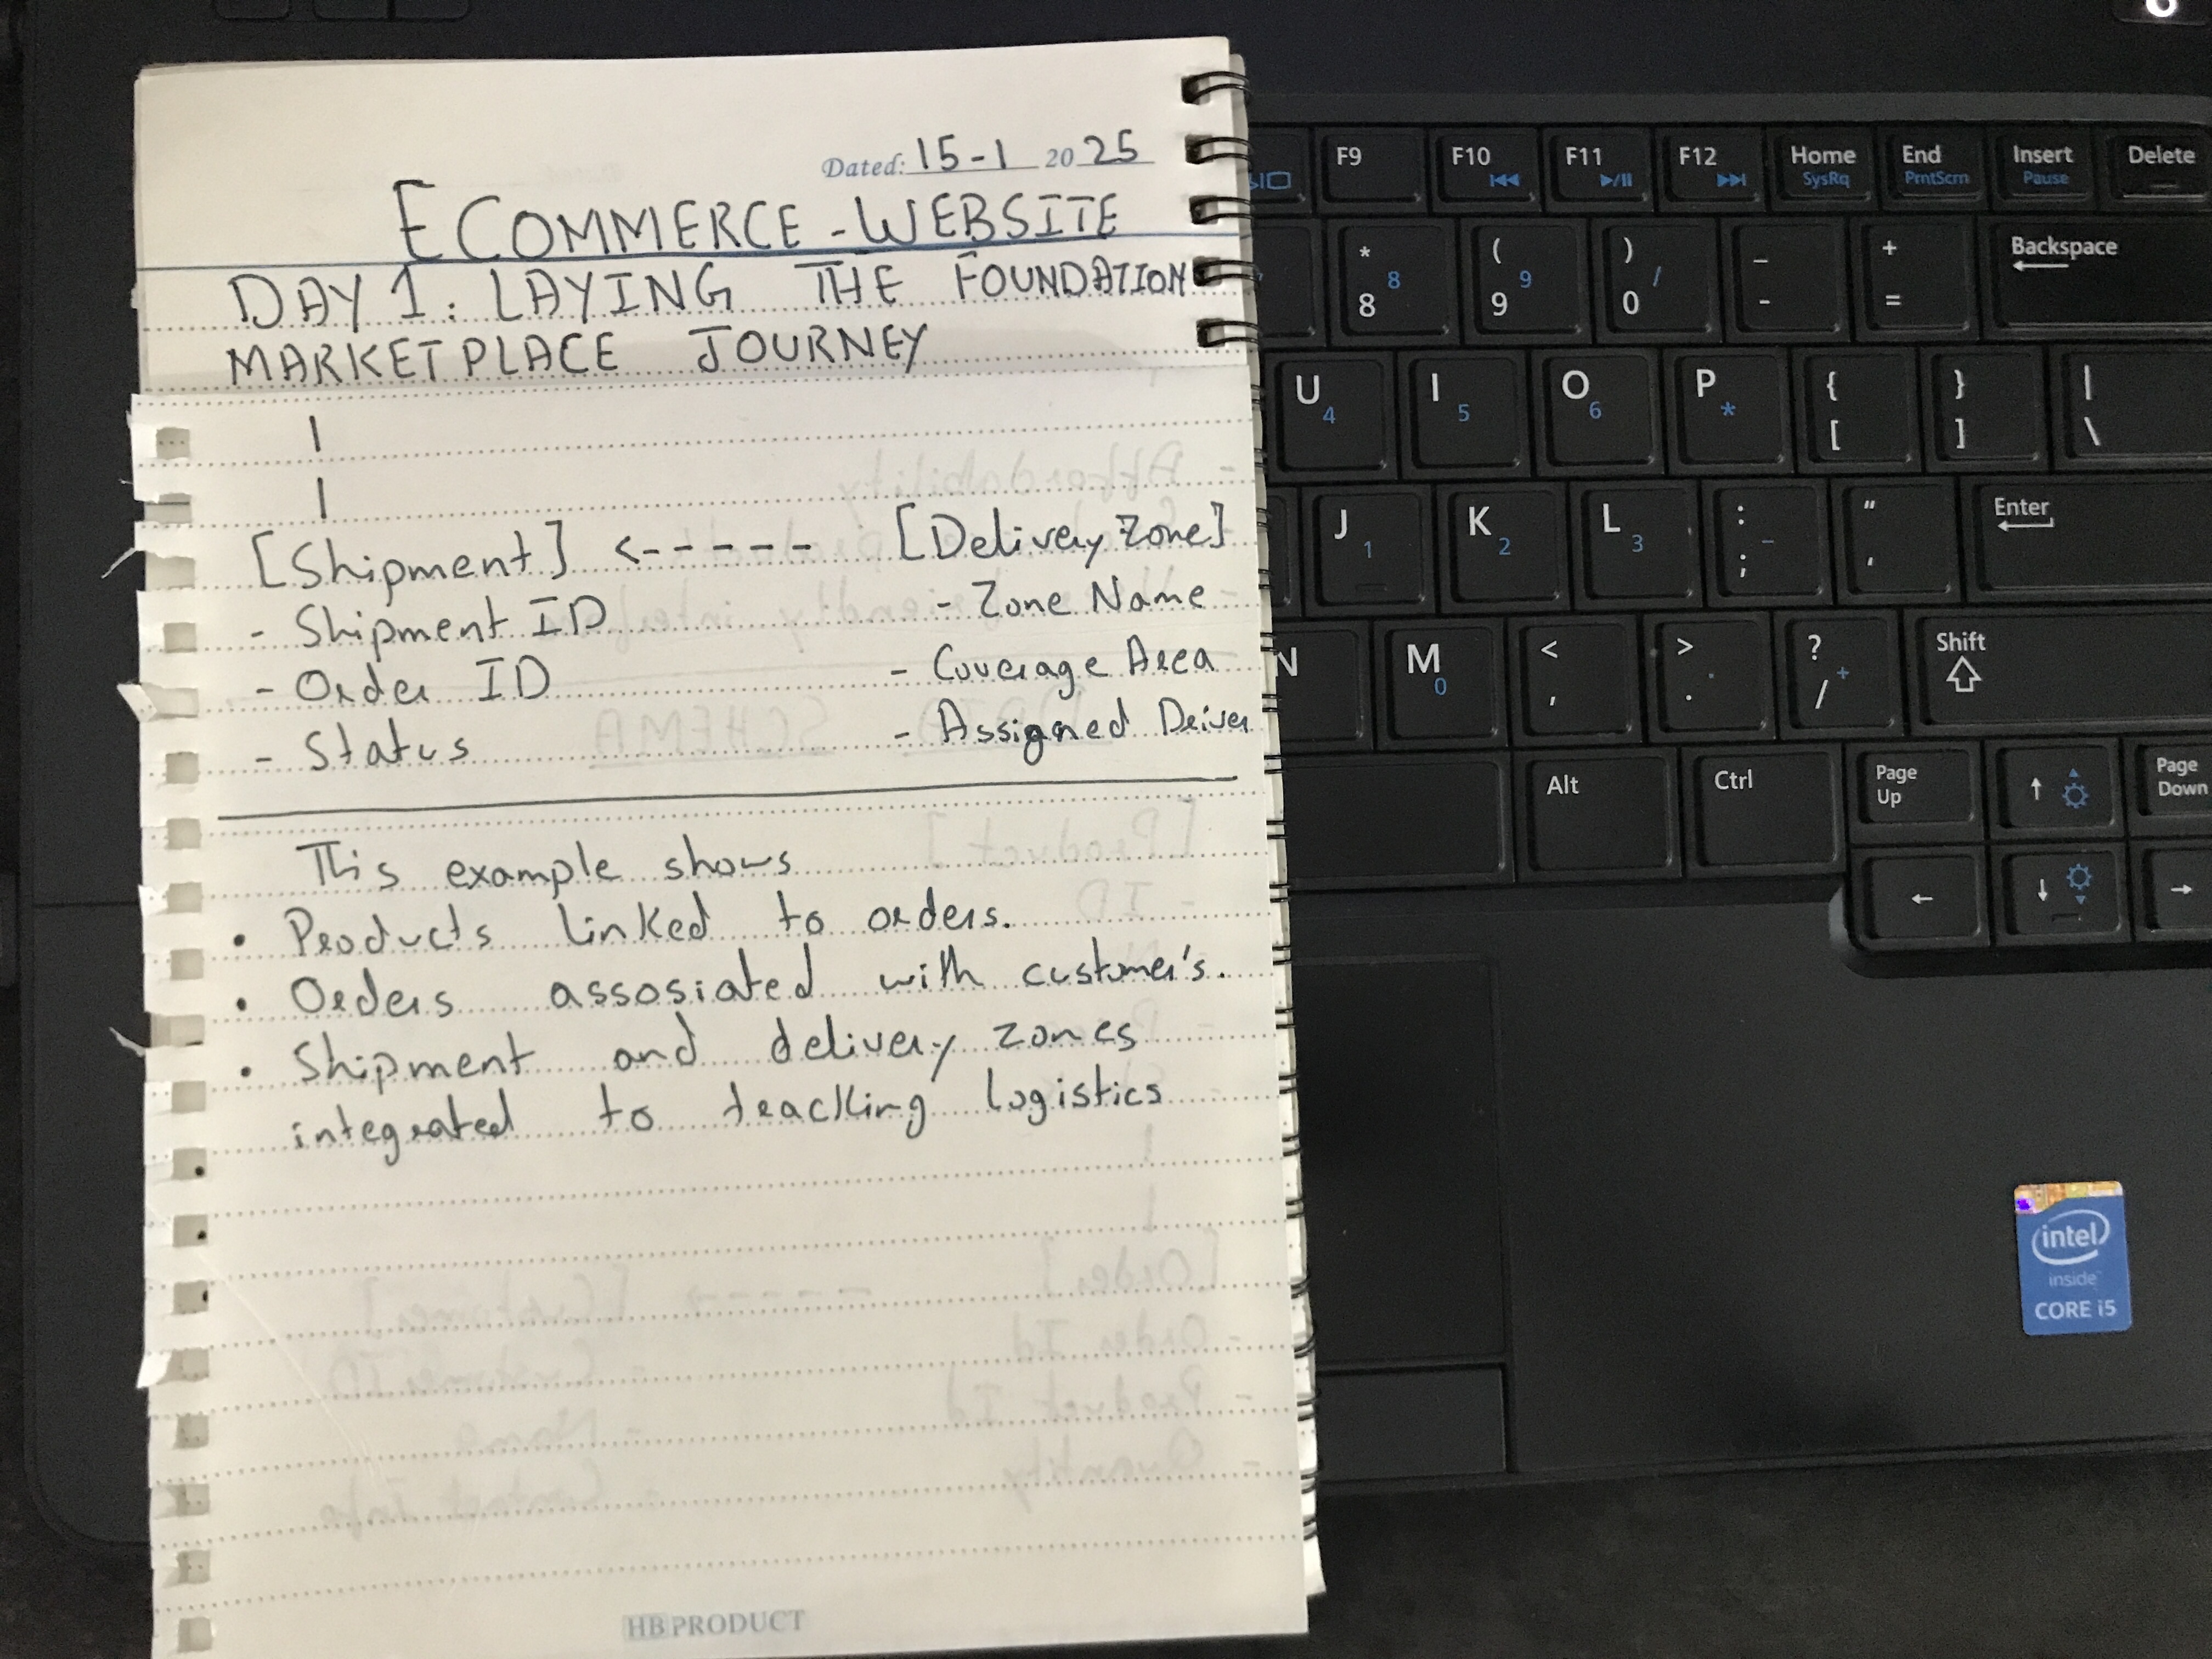 Dated: 15-1 20 25
ECOMMERCE-WEBSITE
DAY 1: LAYING THE FOUNDATION
MARKETPLACE JOURNEY
[Shipment] <----- [Delivery Zone]
- Shipment ID - Zone Name
- Order ID - Coverage Area
- Status - Assigned Driver
This example shows
• Products linked to orders.
• Orders assosiated with customer's.
• Shipment and delivery zones
integrated to tracking logistics
HB PRODUCT
F9 F10 F11 F12 Home End Insert Delete
SysRq PrntScrn Pause
* 8 8 ( 9 9 ) / 0 _ - + = Backspace
U 4 I 5 O 6 P * { [ } ] | \
J 1 K 2 L 3 : ; - " ' Enter
N M 0 < , > . ? / + Shift
Alt Ctrl Page Up Page Down
intel
inside™
CORE i5